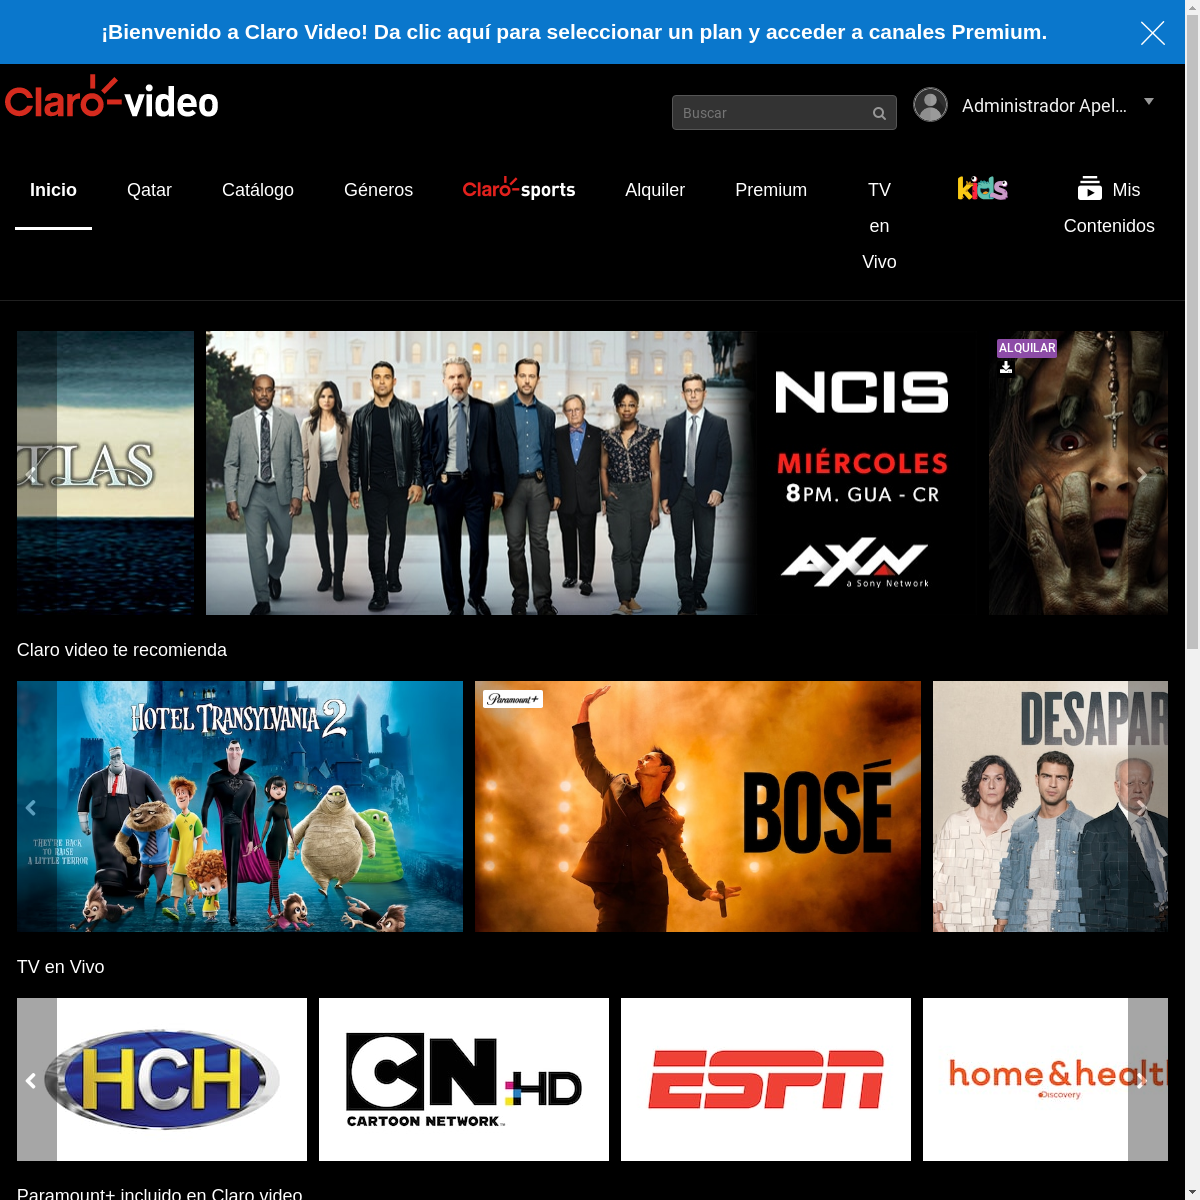 ¡Bienvenido a Claro Video! Da clic aquí para seleccionar un plan y acceder a canales Premium.
Claro-video
Buscar
Administrador Apel...
Inicio
Qatar
Catálogo
Géneros
Claro-sports
Alquiler
Premium
TV
en
Vivo
kids
Mis
Contenidos
TLAS
NCIS
MIÉRCOLES
8PM. GUA - CR
AXN
a Sony Network
ALQUILAR
Claro video te recomienda
HOTEL TRANSYLVANIA 2
THEY'RE BACK
TO RAISE
A LITTLE TERROR
Paramount+
BOSÉ
DESAPAR
TV en Vivo
HCH
CN HD
CARTOON NETWORK
ESPN
home & healt
Discovery
Paramount+ incluido en Claro video